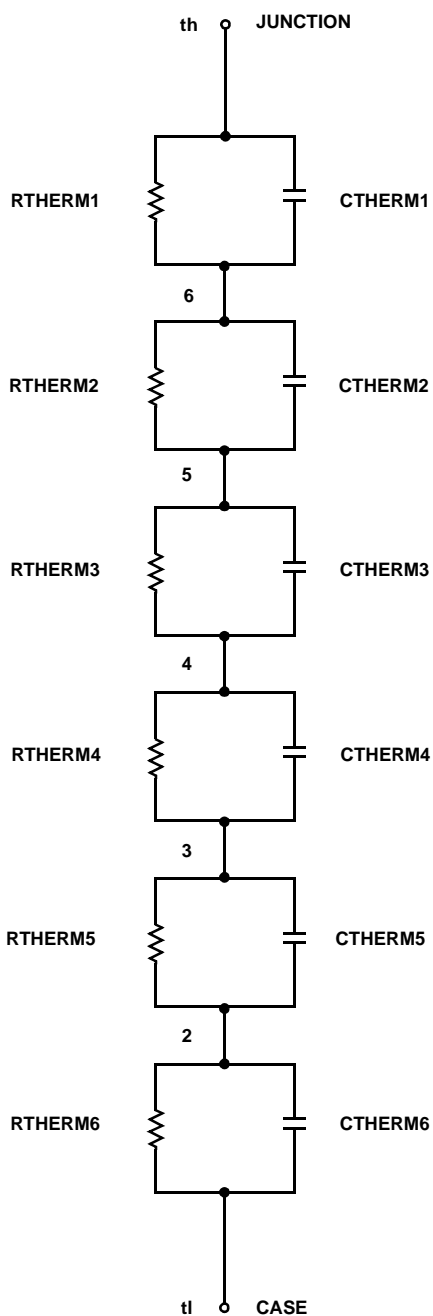 th JUNCTION
RTHERM1 CTHERM1
6
RTHERM2 CTHERM2
5
RTHERM3 CTHERM3
4
RTHERM4 CTHERM4
3
RTHERM5 CTHERM5
2
RTHERM6 CTHERM6
tl CASE